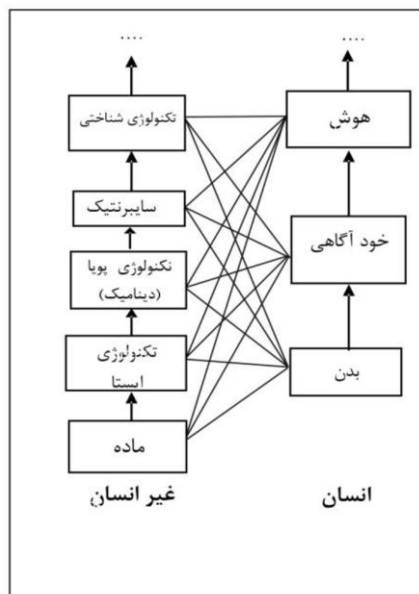 ....
....
هوش
تکنولوژی شناختی
سایبرنتیک
خود آگاهی
تکنولوژی پویا
(دینامیک)
تکنولوژی
ایستا
بدن
ماده
انسان
غیر انسان